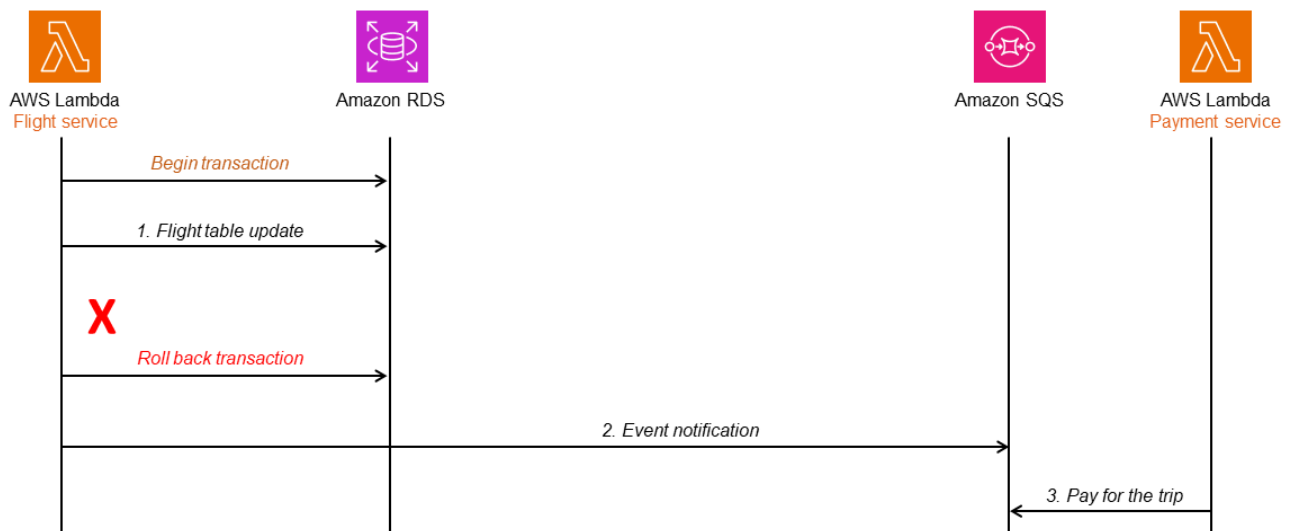 AWS Lambda
Flight service
Amazon RDS
Amazon SQS
AWS Lambda
Payment service
Begin transaction
1. Flight table update
X
Roll back transaction
2. Event notification
3. Pay for the trip